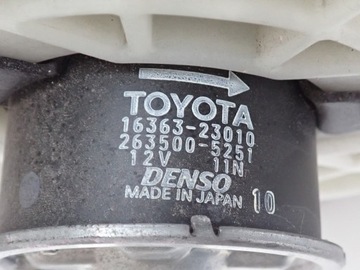 TOYOTA
16363-23010
263500-5251
12V 11N
DENSO
MADE IN JAPAN 10